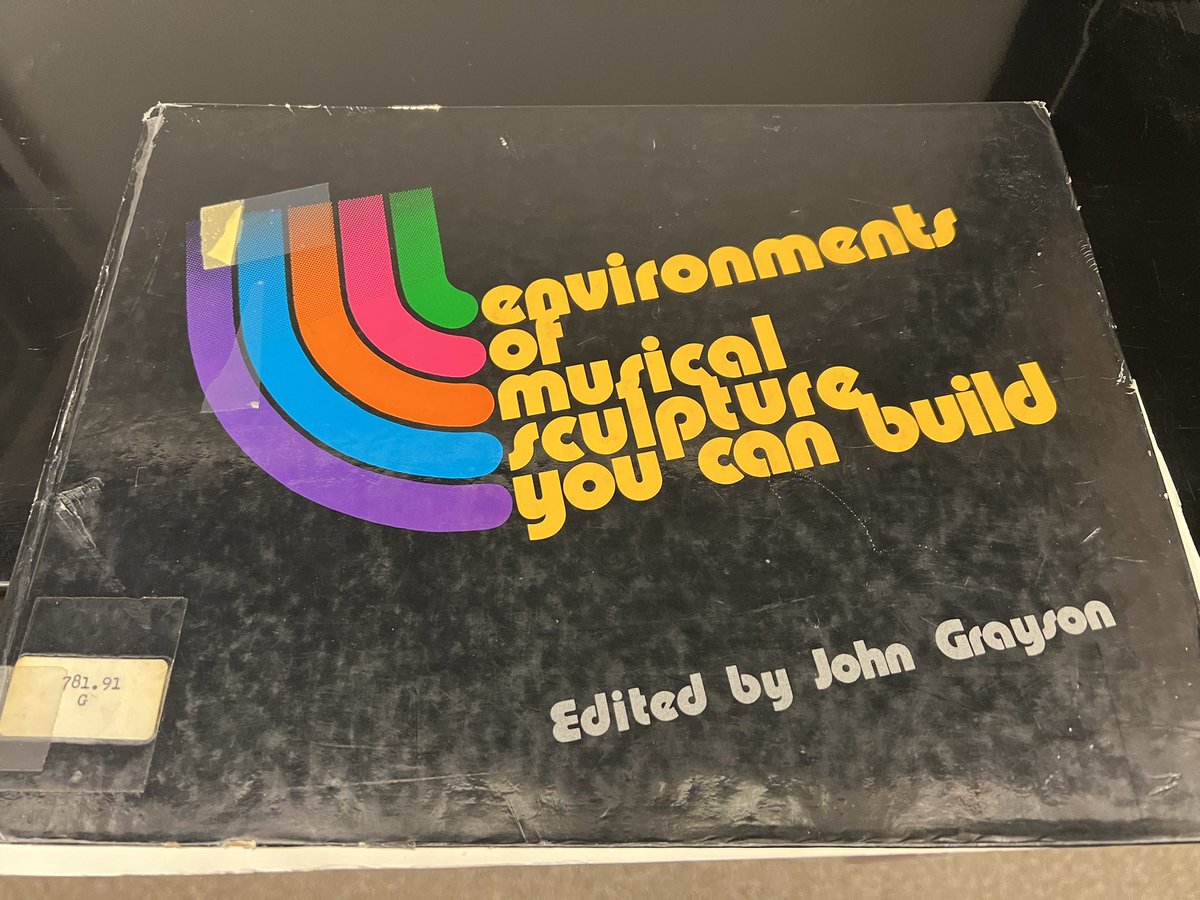 environments
of
musical
sculpture
you can build
Edited by John Grayson
781.91
G